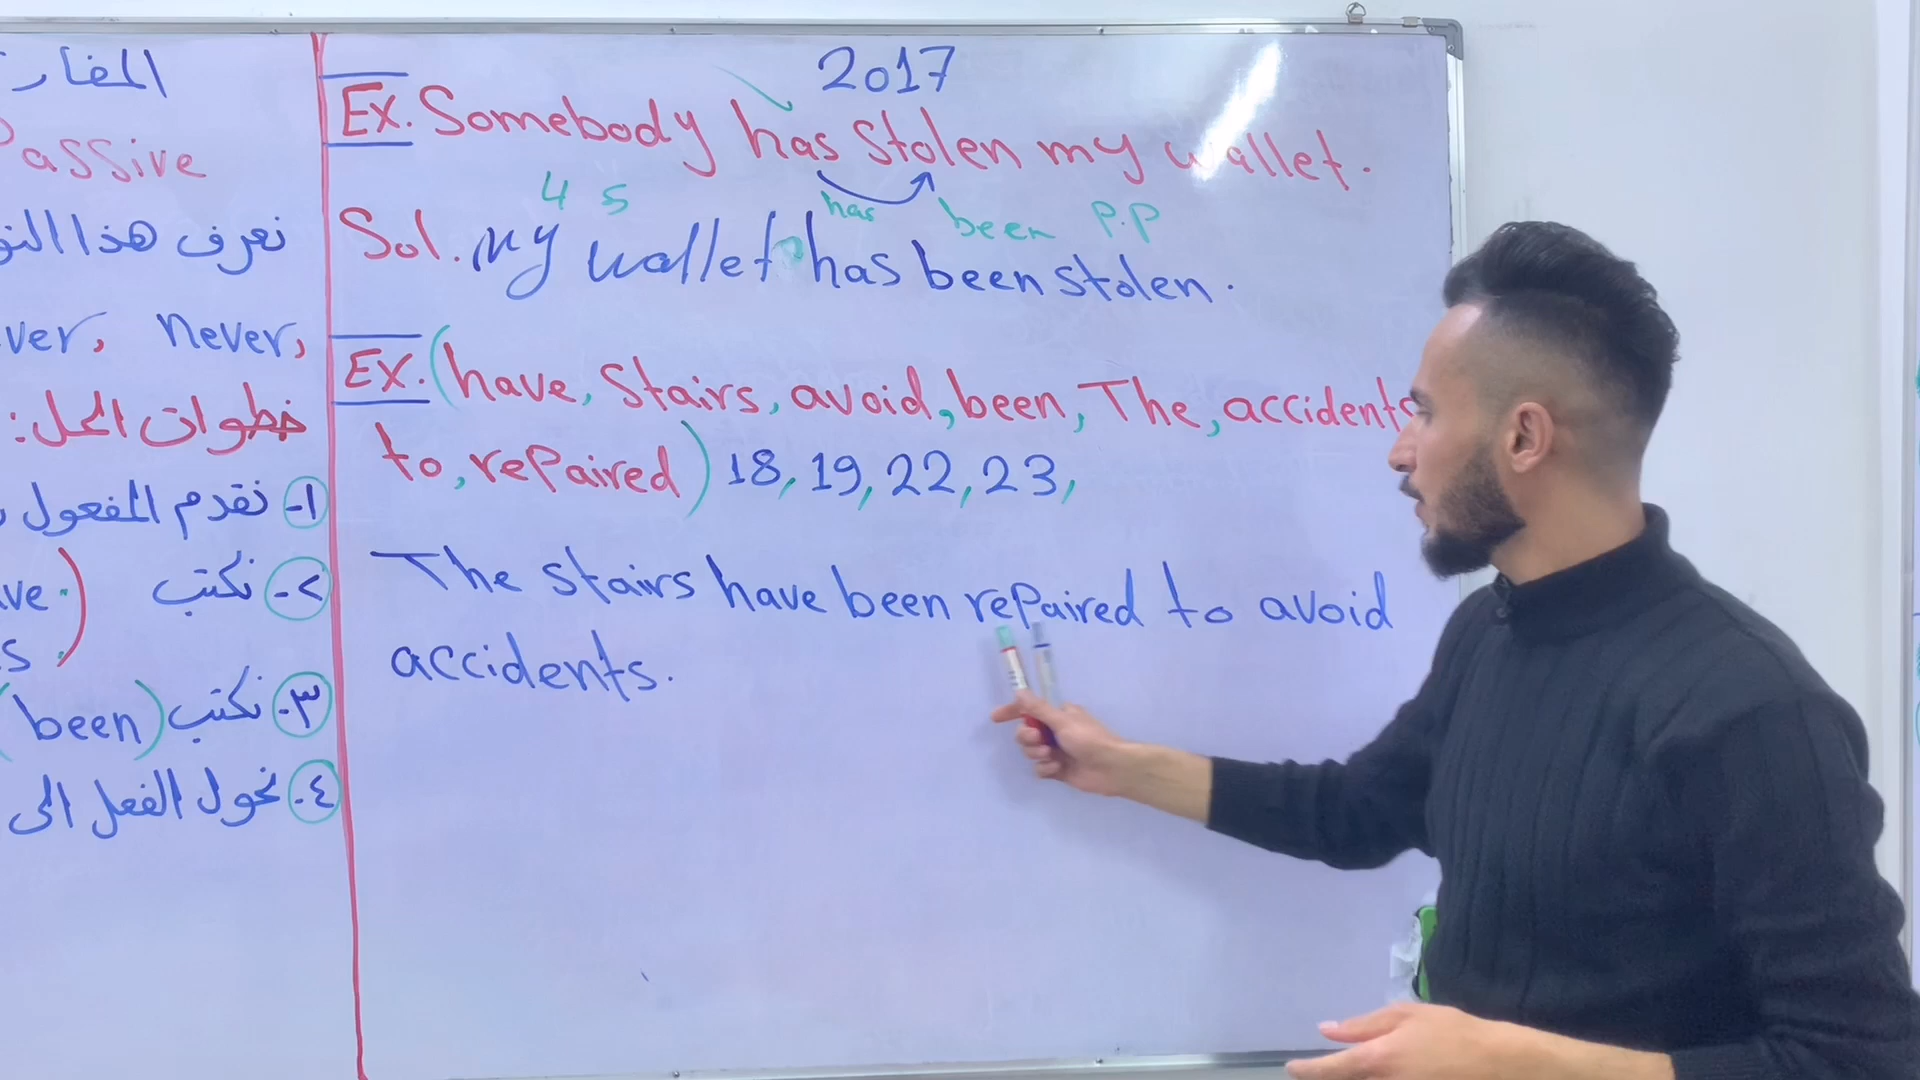 المضار
Passive
نعرف هذا النو
ver, never,
خطوات الحل:
١- نقدم المفعول ب
٢- نكتب
ve.)
s.
٣- نكتب (been)
٤- نحول الفعل الى
2017
Ex. Somebody has stolen my wallet.
4 5 has been P.P
Sol. my wallet has been stolen.
EX. (have, Stairs, avoid, been, The, accidents
to, repaired) 18, 19, 22, 23,
The stairs have been repaired to avoid
accidents.